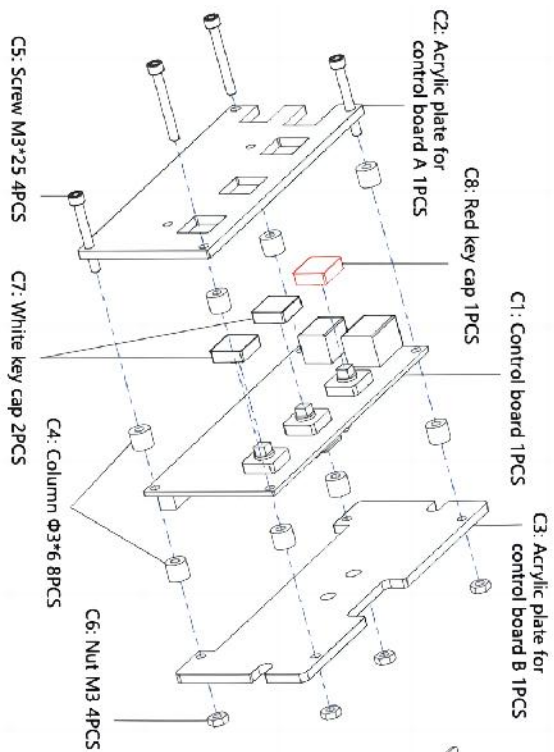 C2: Acrylic plate for
control board A 1PCS
C8: Red key cap 1PCS
C1: Control board 1PCS
C3: Acrylic plate for
control board B 1PCS
C5: Screw M3*25 4PCS
C7: White key cap 2PCS
C4: Column Φ3*6 8PCS
C6: Nut M3 4PCS